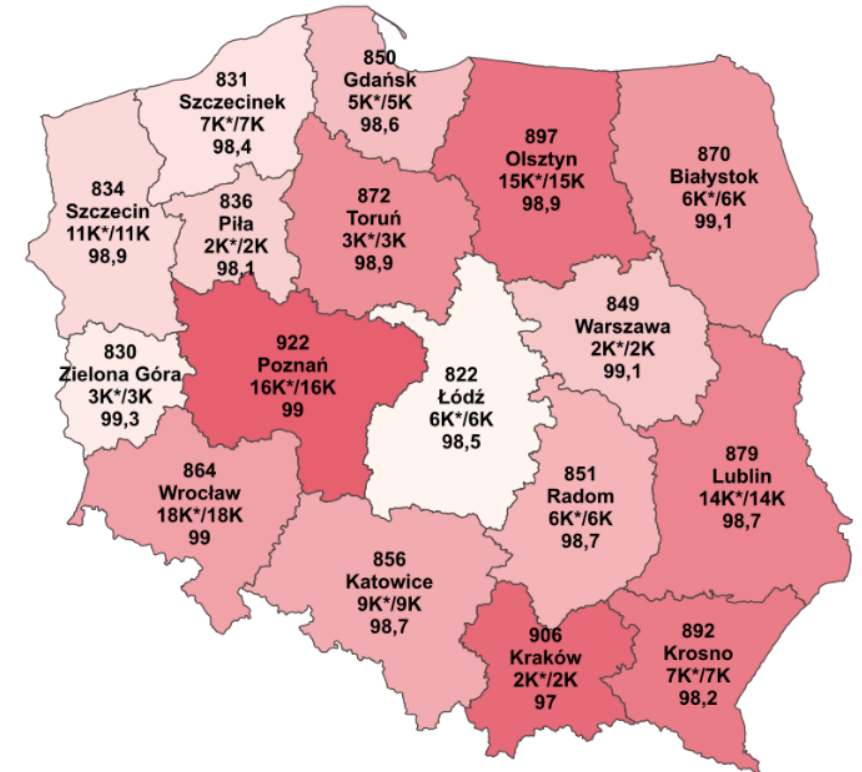 850
Gdańsk
5K*/5K
98,6
831
Szczecinek
7K*/7K
98,4
897
Olsztyn
15K*/15K
98,9
870
Białystok
6K*/6K
99,1
834
Szczecin
11K*/11K
98,9
836
Piła
2K*/2K
98,1
872
Toruń
3K*/3K
98,9
849
Warszawa
2K*/2K
99,1
830
Zielona Góra
3K*/3K
99,3
922
Poznań
16K*/16K
99
822
Łódź
6K*/6K
98,5
879
Lublin
14K*/14K
98,7
864
Wrocław
18K*/18K
99
851
Radom
6K*/6K
98,7
856
Katowice
9K*/9K
98,7
906
Kraków
2K*/2K
97
892
Krosno
7K*/7K
98,2